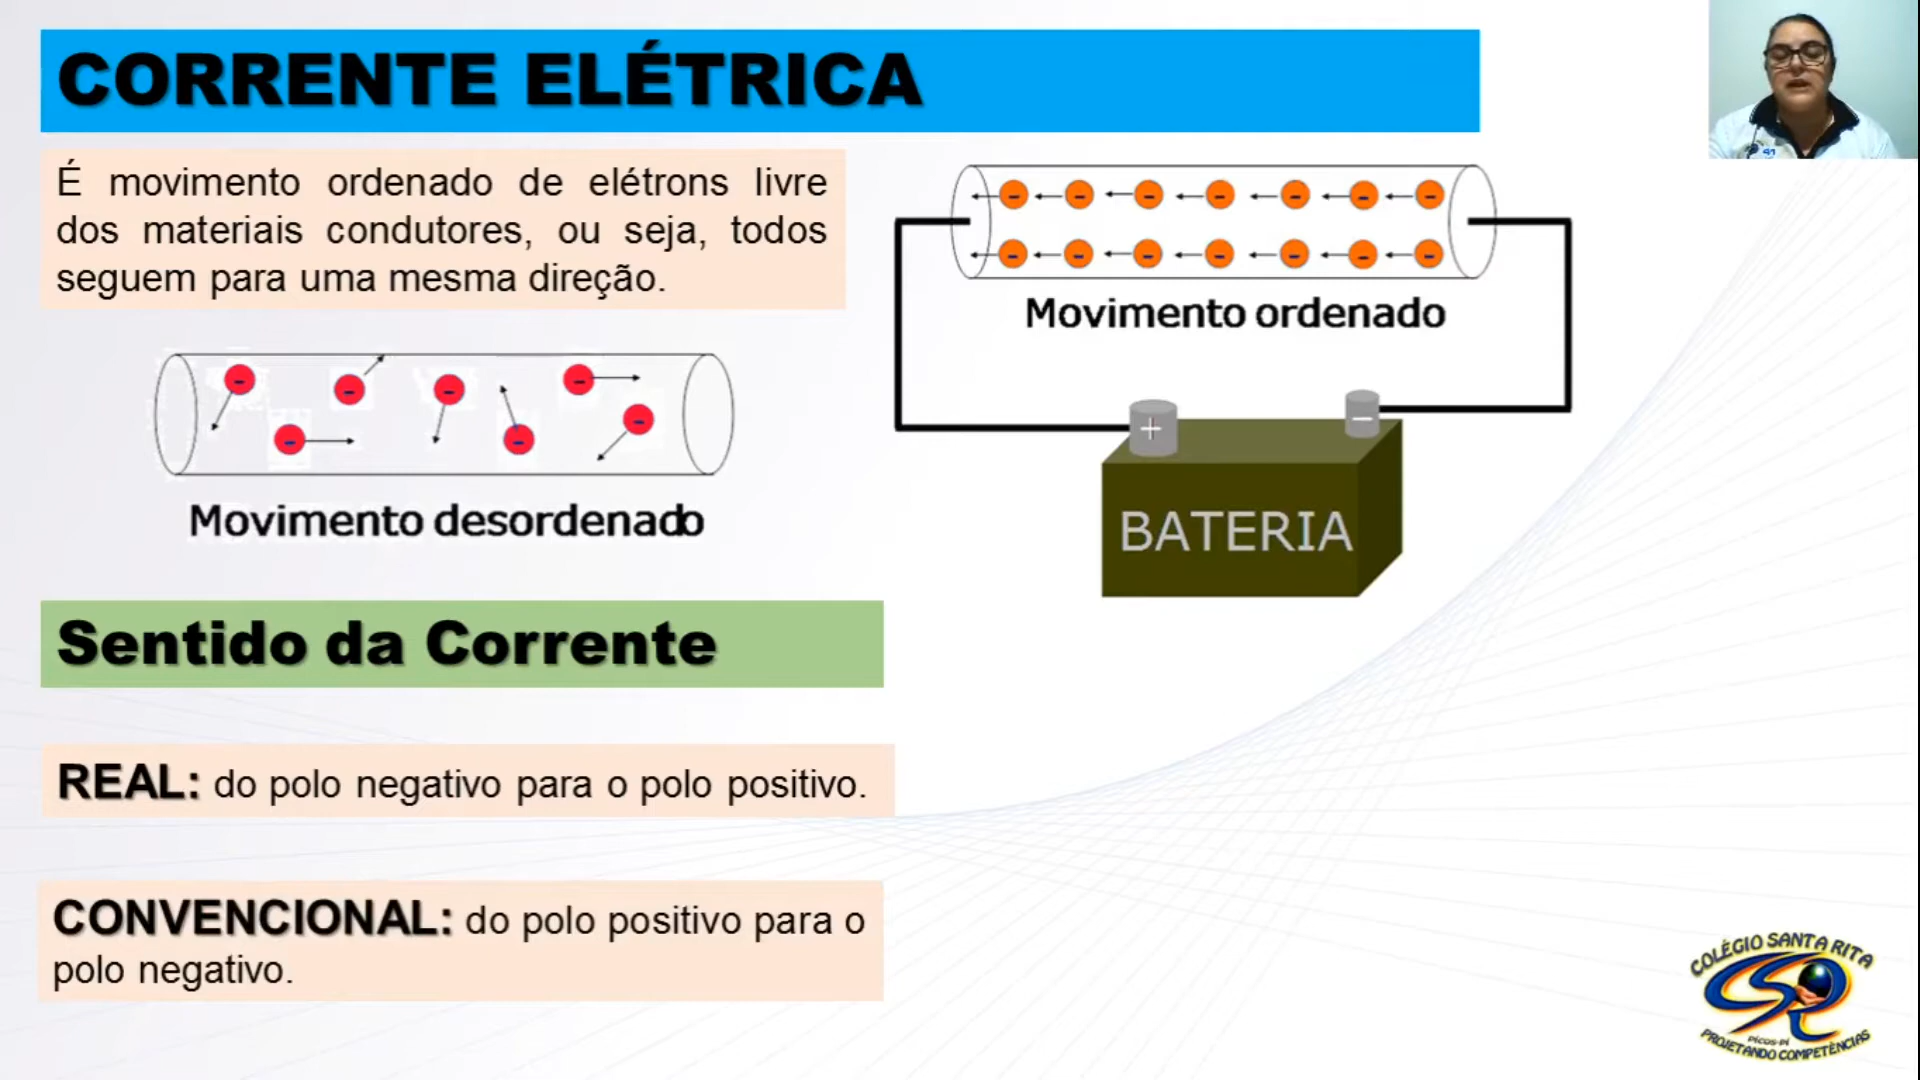 CORRENTE ELÉTRICA
É movimento ordenado de elétrons livre
dos materiais condutores, ou seja, todos
seguem para uma mesma direção.
Movimento desordenado
Movimento ordenado
+
−
BATERIA
Sentido da Corrente
REAL: do polo negativo para o polo positivo.
CONVENCIONAL: do polo positivo para o
polo negativo.
COLÉGIO SANTA RITA
PICOS-PI
PROJETANDO COMPETÊNCIAS